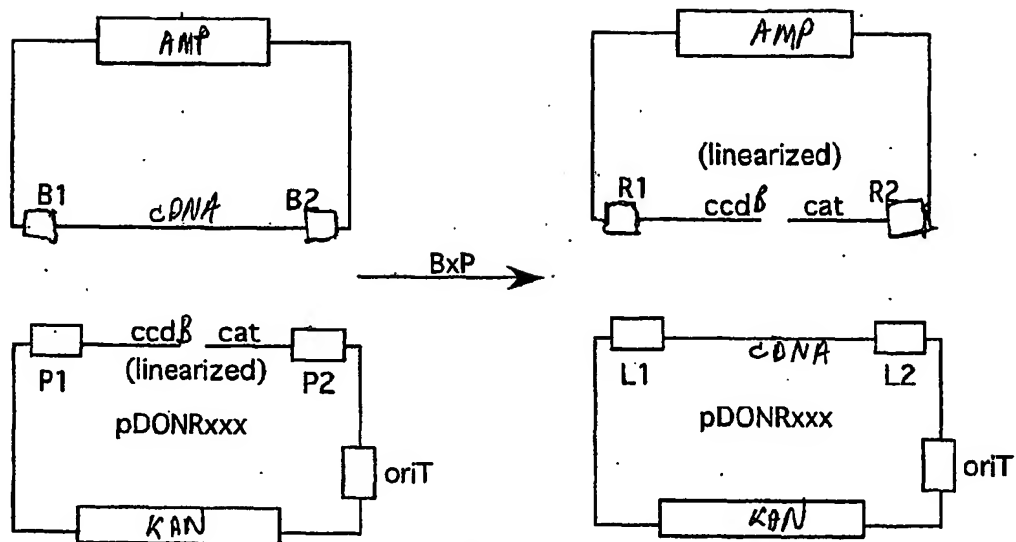 AMP
B1
cDNA
B2
AMP
(linearized)
R1
ccdB
cat
R2
BxP
ccdB
cat
P1
(linearized)
P2
pDONRxxx
oriT
KAN
L1
cDNA
L2
pDONRxxx
oriT
KAN